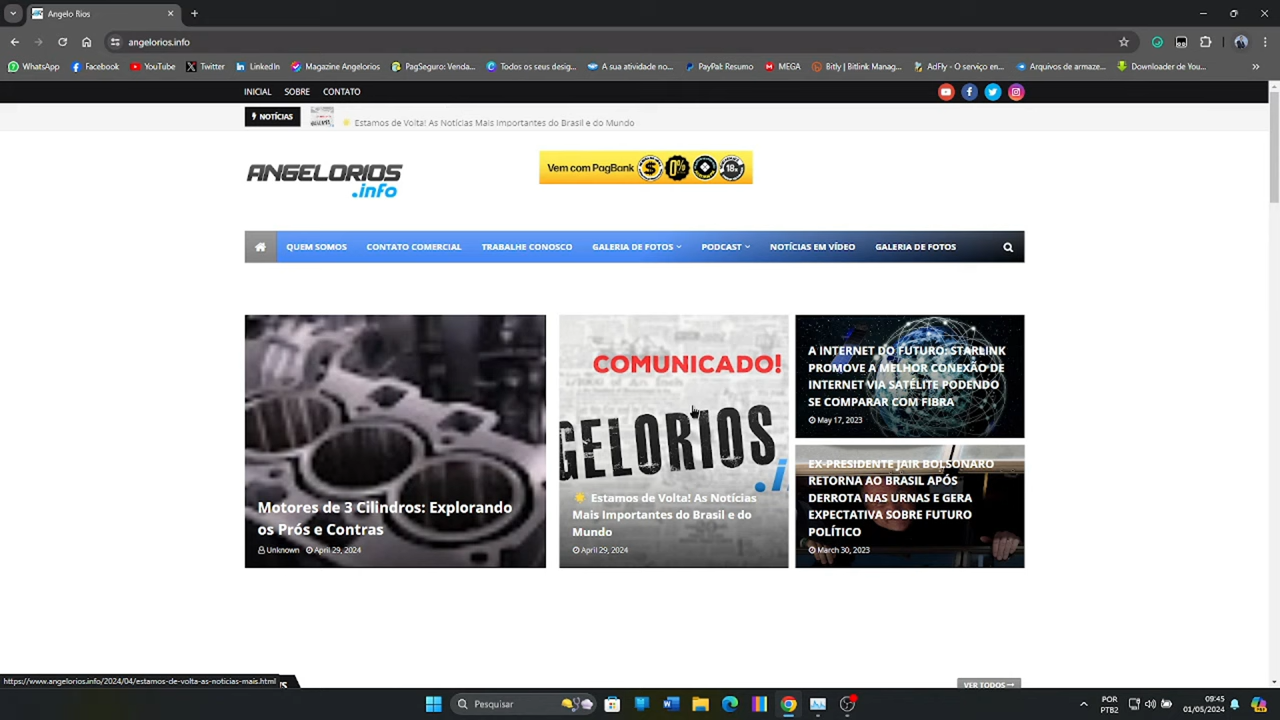 Angelo Rios
angelorios.info
WhatsApp Facebook YouTube Twitter LinkedIn Magazine Angelorios PagSeguro: Venda... Todos os seus desig... A sua atividade no... PayPal: Resumo MEGA Bitly | Bitlink Manag... AdFly - O serviço en... Arquivos de armaze... Downloader de You...
INICIAL SOBRE CONTATO
NOTÍCIAS
Estamos de Volta! As Notícias Mais Importantes do Brasil e do Mundo
ANGELORIOS
.info
Vem com PagBank $ 0% 18x
QUEM SOMOS CONTATO COMERCIAL TRABALHE CONOSCO GALERIA DE FOTOS PODCAST NOTÍCIAS EM VÍDEO GALERIA DE FOTOS
Motores de 3 Cilindros: Explorando
os Prós e Contras
Unknown April 29, 2024
COMUNICADO!
GELORIOS
.i
Estamos de Volta! As Notícias
Mais Importantes do Brasil e do
Mundo
April 29, 2024
A INTERNET DO FUTURO: STARLINK
PROMOVE A MELHOR CONEXÃO DE
INTERNET VIA SATÉLITE PODENDO
SE COMPARAR COM FIBRA
May 17, 2023
EX-PRESIDENTE JAIR BOLSONARO
RETORNA AO BRASIL APÓS
DERROTA NAS URNAS E GERA
EXPECTATIVA SOBRE FUTURO
POLÍTICO
March 30, 2023
https://www.angelorios.info/2024/04/estamos-de-volta-as-noticias-mais.html
VER TODOS
Pesquisar
POR
PTB2
09:45
01/05/2024